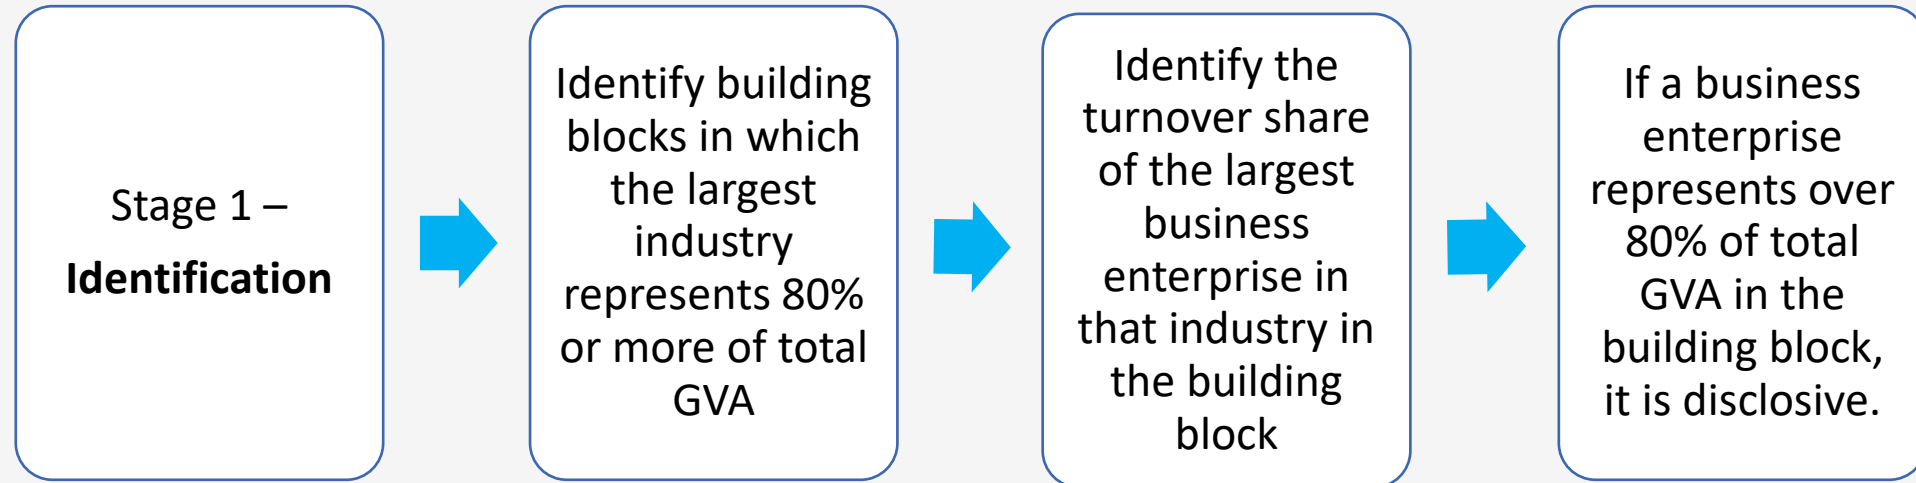 Stage 1 –
Identification
Identify building
blocks in which
the largest
industry
represents 80%
or more of total
GVA
Identify the
turnover share
of the largest
business
enterprise in
that industry in
the building
block
If a business
enterprise
represents over
80% of total
GVA in the
building block,
it is disclosive.